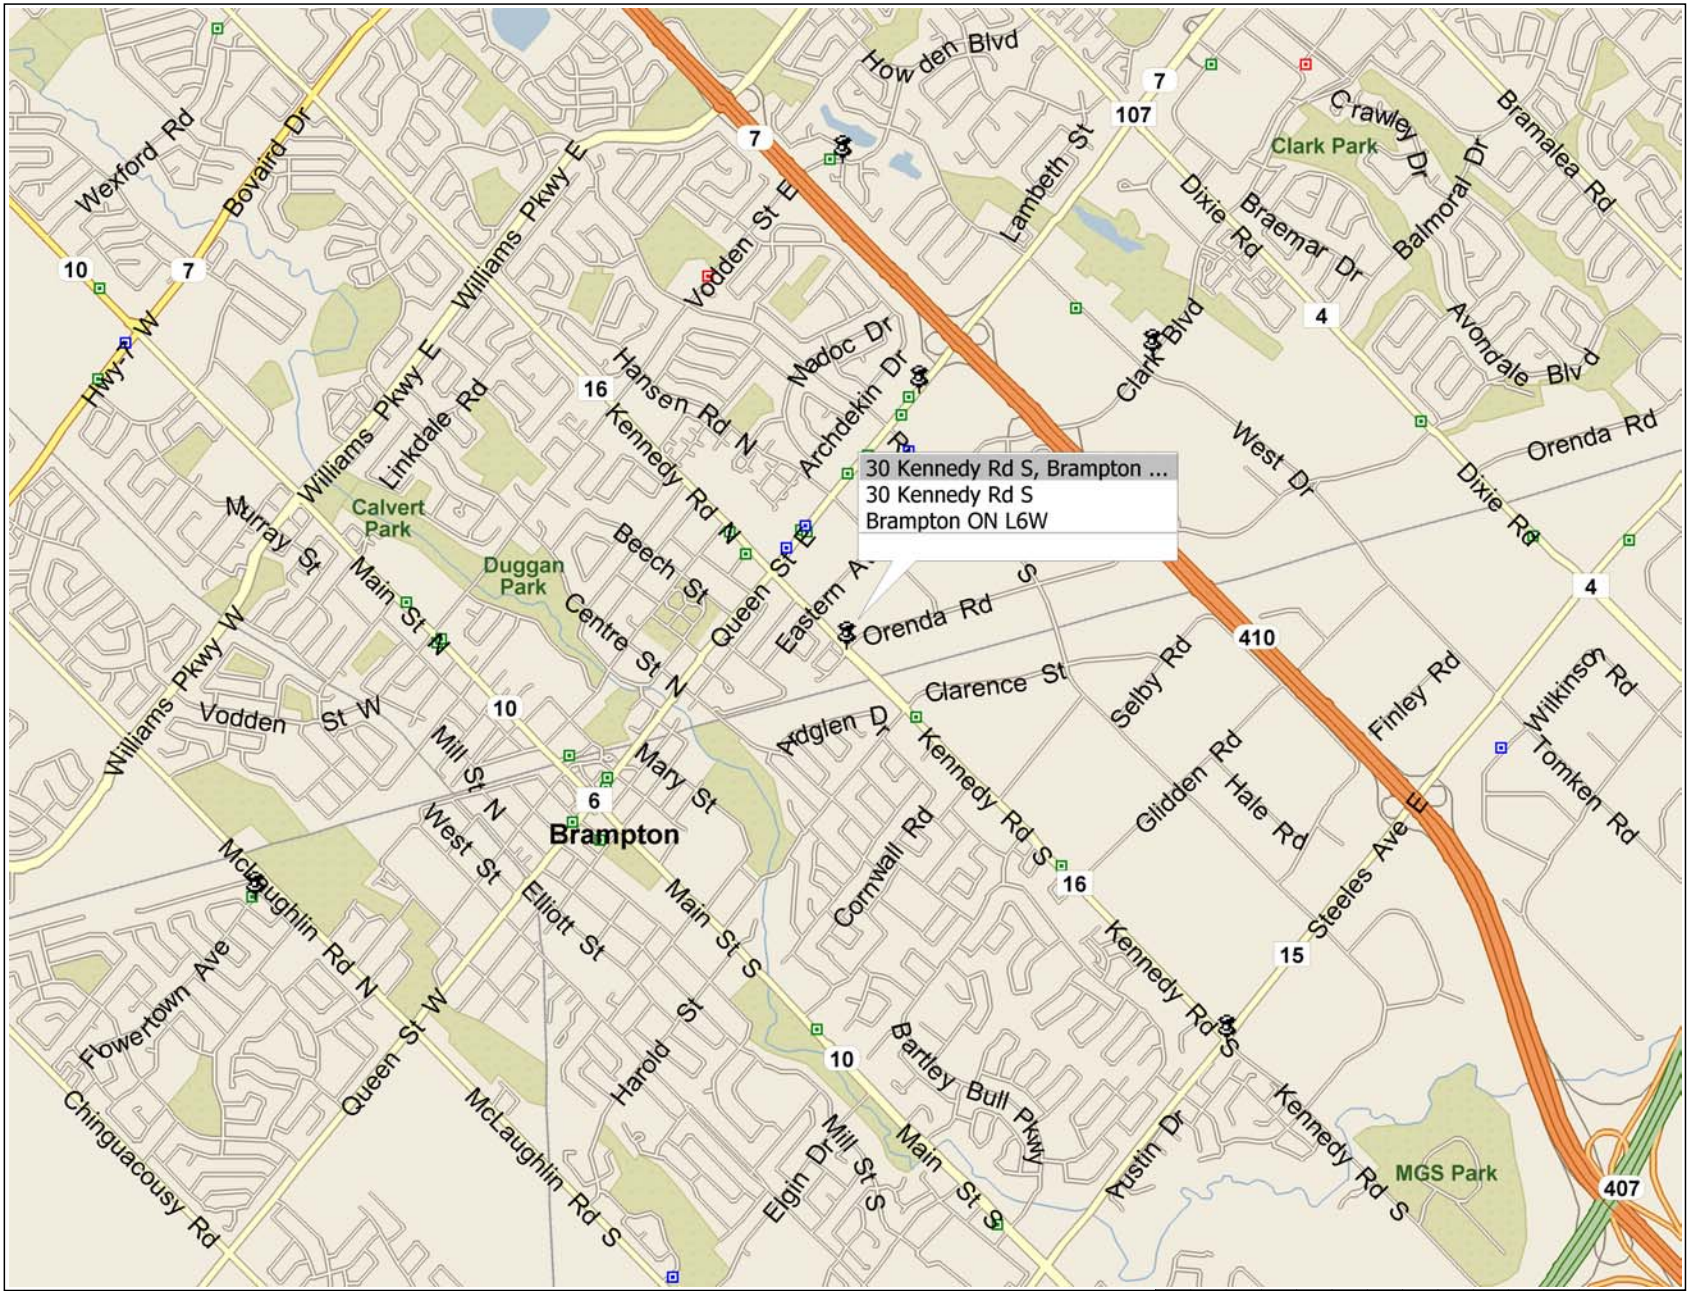 Howden Blvd
7
107
Crawley Dr
Bramalea Rd
Wexford Rd
Bovaird Dr
7
Clark Park
Williams Pkwy E
Vodden St E
Lambeth St
Dixie Rd
Braemar Dr
Balmoral Dr
10
7
Williams Pkwy E
4
Hwy-7 W
Madoc Dr
Clark Blvd
Avondale Blvd
Linkdale Rd
16
Hansen Rd N
Archdekin Dr
Kennedy Rd N
West Dr
Orenda Rd
30 Kennedy Rd S, Brampton ...
30 Kennedy Rd S
Brampton ON L6W
Dixie Rd
Murray St
Calvert
Park
Duggan
Park
Beech St
Main St N
Centre St N
Queen St E
S
4
Orenda Rd
410
Williams Pkwy W
Clarence St
Selby Rd
Finley Rd
Wilkinson Rd
Vodden St W
10
Ardglen Dr
Mill St N
Mary St
Kennedy Rd S
Glidden Rd
Hale Rd
Tomken Rd
6
Brampton
West St
Cornwall Rd
Steeles Ave E
McLaughlin Rd N
Elliott St
Main St S
16
Flowertown Ave
Kennedy Rd S
15
Queen St W
Harold St
10
Bartley Bull Pkwy
Chinguacousy Rd
McLaughlin Rd S
Elgin Dr
Mill St S
Main St S
Austin Dr
Kennedy Rd S
MGS Park
407